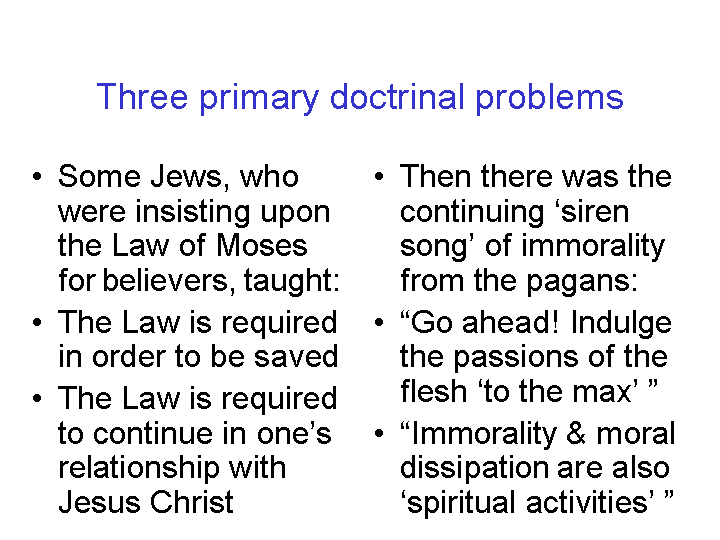 Three primary doctrinal problems
• Some Jews, who
were insisting upon
the Law of Moses
for believers, taught:
• The Law is required
in order to be saved
• The Law is required
to continue in one’s
relationship with
Jesus Christ
• Then there was the
continuing ‘siren
song’ of immorality
from the pagans:
• “Go ahead! Indulge
the passions of the
flesh ‘to the max’ ”
• “Immorality & moral
dissipation are also
‘spiritual activities’ ”